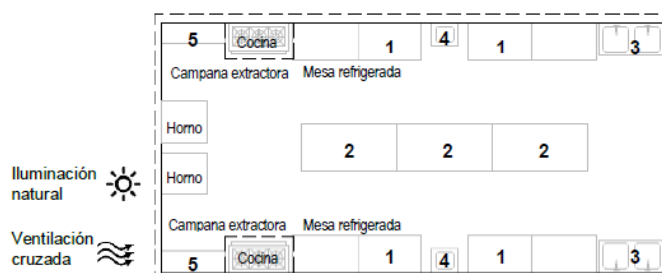 5 Cocina 1 4 1 3
Campana extractora Mesa refrigerada
Horno
2 2 2
Horno
Iluminación
natural
Campana extractora Mesa refrigerada
Ventilación
cruzada
5 Cocina 1 4 1 3